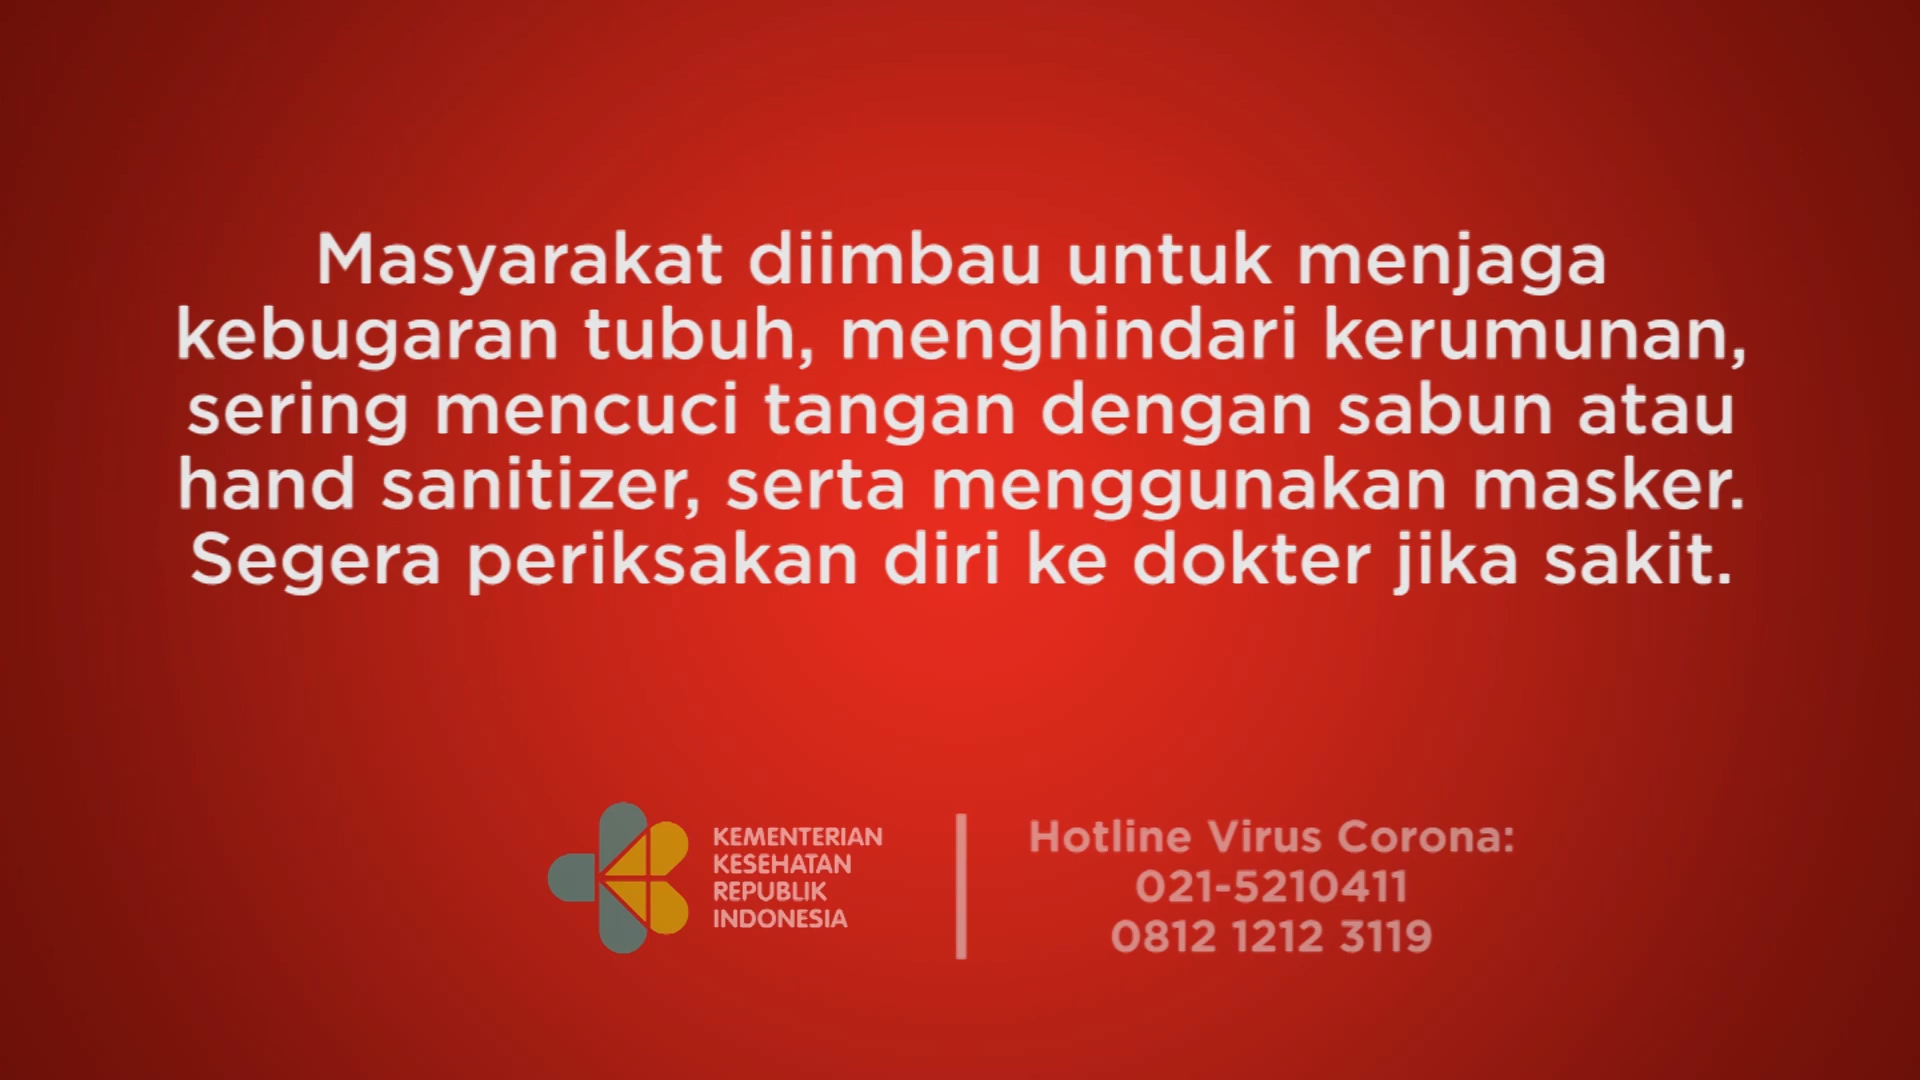 Masyarakat diimbau untuk menjaga
kebugaran tubuh, menghindari kerumunan,
sering mencuci tangan dengan sabun atau
hand sanitizer, serta menggunakan masker.
Segera periksakan diri ke dokter jika sakit.
KEMENTERIAN
KESEHATAN
REPUBLIK
INDONESIA
Hotline Virus Corona:
021-5210411
0812 1212 3119